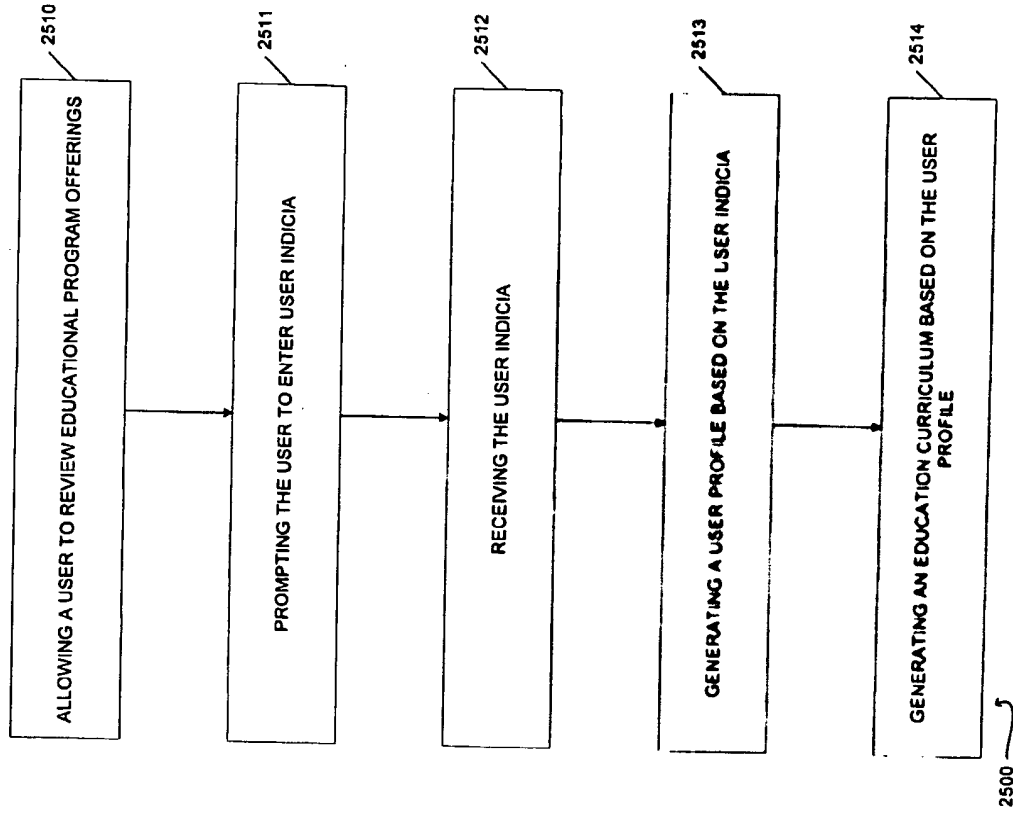 2510
ALLOWING A USER TO REVIEW EDUCATIONAL PROGRAM OFFERINGS
2511
PROMPTING THE USER TO ENTER USER INDICIA
2512
RECEIVING THE USER INDICIA
2513
GENERATING A USER PROFILE BASED ON THE USER INDICIA
2514
GENERATING AN EDUCATION CURRICULUM BASED ON THE USER
PROFILE
2500